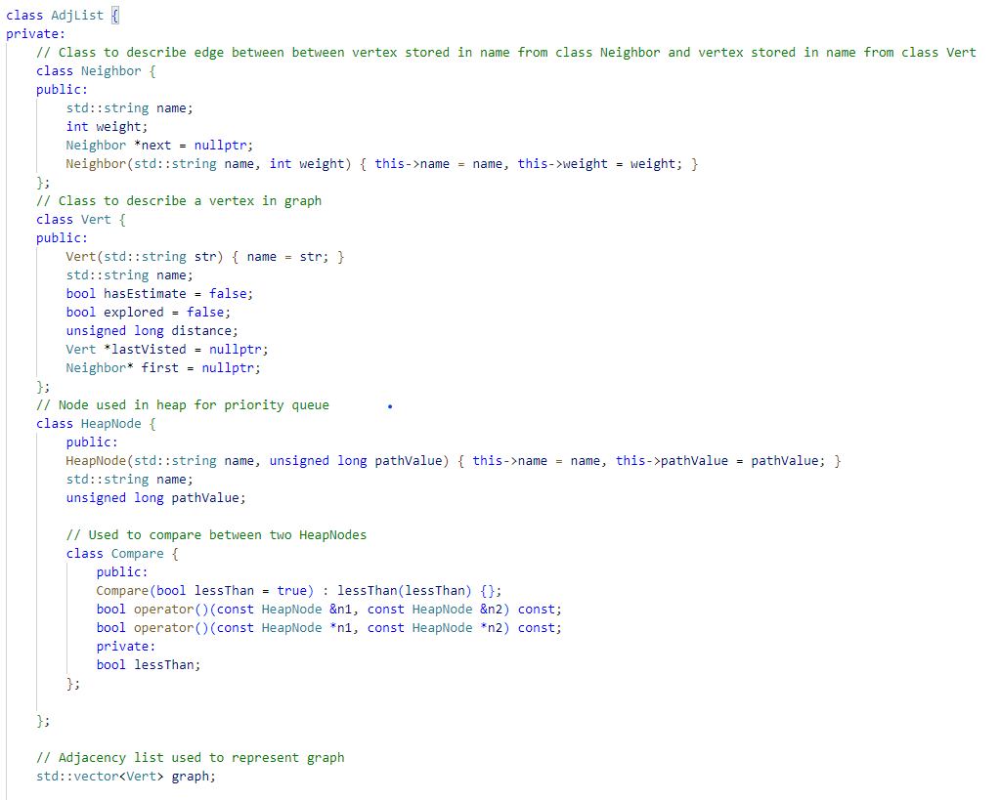 class AdjList {
private:
    // Class to describe edge between between vertex stored in name from class Neighbor and vertex stored in name from class Vert
    class Neighbor {
    public:
        std::string name;
        int weight;
        Neighbor *next = nullptr;
        Neighbor(std::string name, int weight) { this->name = name, this->weight = weight; }
    };
    // Class to describe a vertex in graph
    class Vert {
    public:
        Vert(std::string str) { name = str; }
        std::string name;
        bool hasEstimate = false;
        bool explored = false;
        unsigned long distance;
        Vert *lastVisted = nullptr;
        Neighbor* first = nullptr;
    };
    // Node used in heap for priority queue
    class HeapNode {
        public:
        HeapNode(std::string name, unsigned long pathValue) { this->name = name, this->pathValue = pathValue; }
        std::string name;
        unsigned long pathValue;

        // Used to compare between two HeapNodes
        class Compare {
            public:
            Compare(bool lessThan = true) : lessThan(lessThan) {};
            bool operator()(const HeapNode &n1, const HeapNode &n2) const;
            bool operator()(const HeapNode *n1, const HeapNode *n2) const;
            private:
            bool lessThan;
        };

    };

    // Adjacency list used to represent graph
    std::vector<Vert> graph;